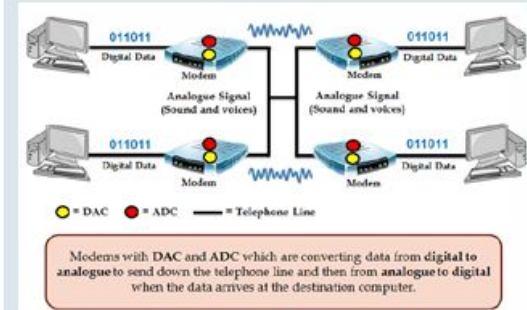 011011
011011
Digital Data
Digital Data
Modem
Modem
Analogue Signal
(Sound and voices)
Analogue Signal
(Sound and voices)
011011
011011
Digital Data
Digital Data
Modem
Modem
= DAC = ADC = Telephone Line
Modems with DAC and ADC which are converting data from digital to
analogue to send down the telephone line and then from analogue to digital
when the data arrives at the destination computer.